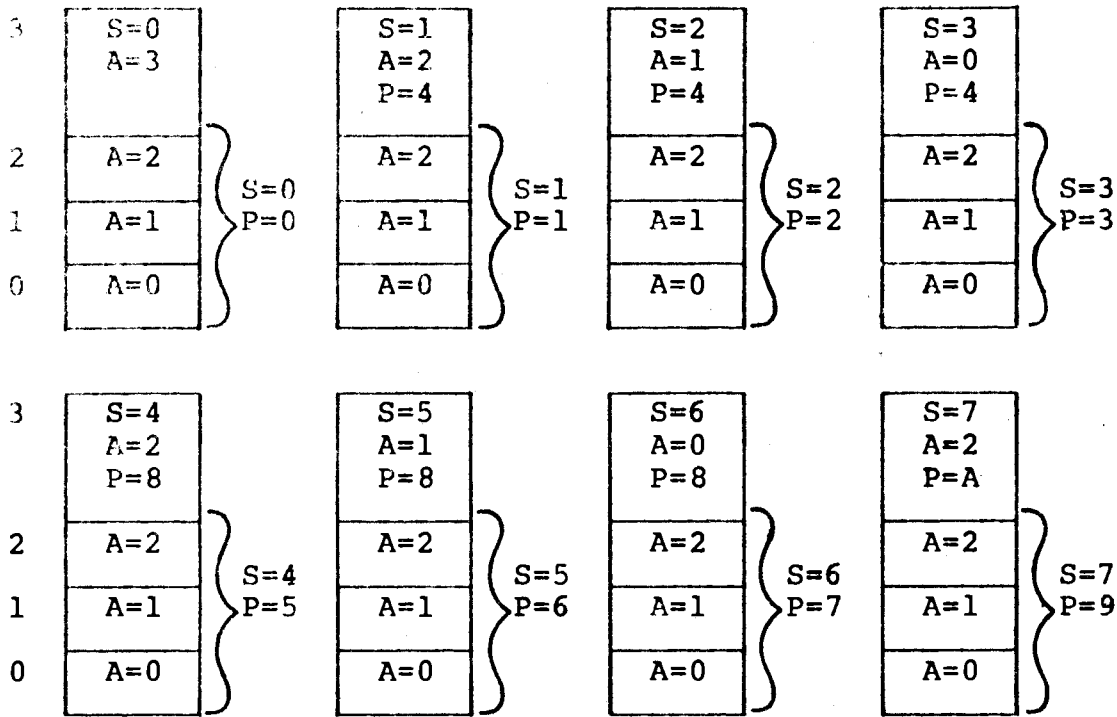 3 S=0 S=1 S=2 S=3
A=3 A=2 A=1 A=0
P=4 P=4 P=4
2 A=2 A=2 A=2 A=2
S=0 S=1 S=2 S=3
1 A=1 P=0 A=1 P=1 A=1 P=2 A=1 P=3
0 A=0 A=0 A=0 A=0
3 S=4 S=5 S=6 S=7
A=2 A=1 A=0 A=2
P=8 P=8 P=8 P=A
2 A=2 A=2 A=2 A=2
S=4 S=5 S=6 S=7
1 A=1 P=5 A=1 P=6 A=1 P=7 A=1 P=9
0 A=0 A=0 A=0 A=0